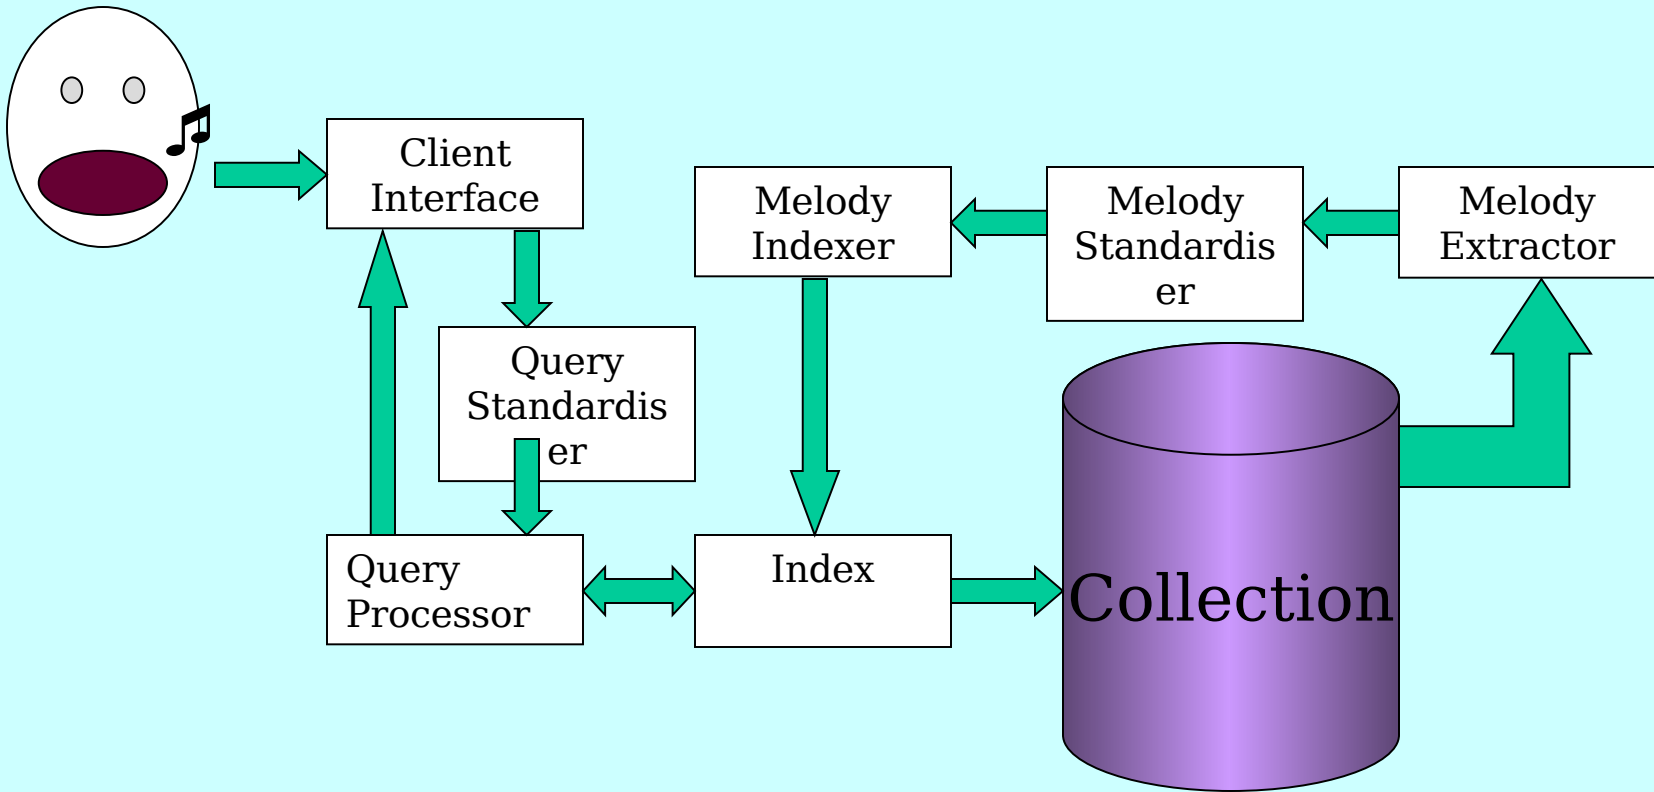 Client
Interface
Melody
Indexer
Melody
Standardis
er
Melody
Extractor
Query
Standardis
er
Query
Processor
Index
Collection